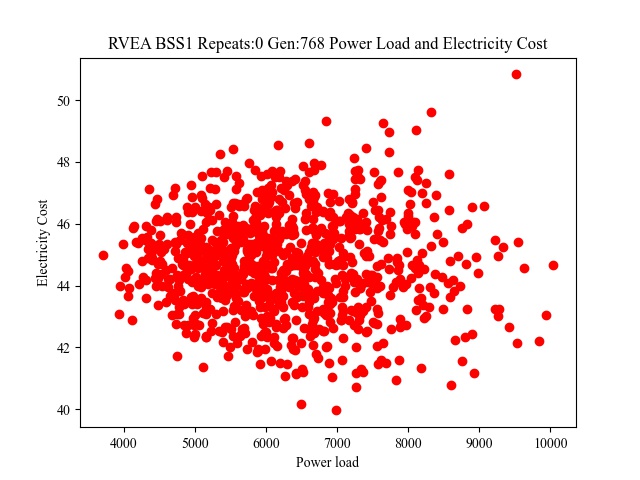 RVEA BSS1 Repeats:0 Gen:768 Power Load and Electricity Cost
50
48
46
44
42
40
Electricity Cost
4000 5000 6000 7000 8000 9000 10000
Power load